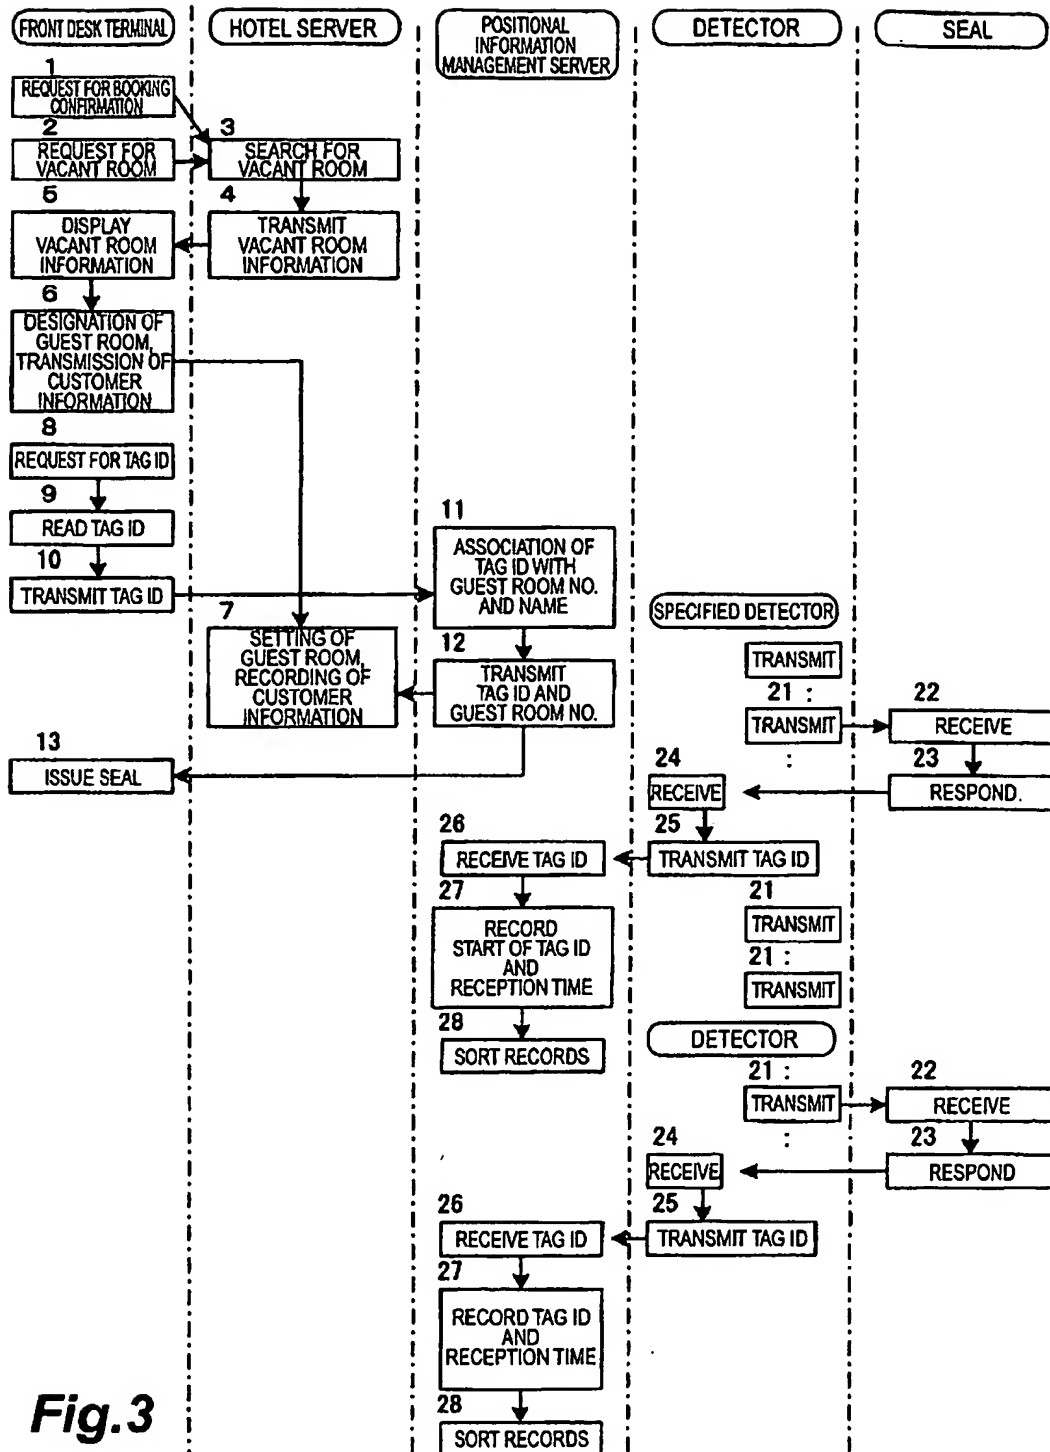 FRONT DESK TERMINAL
HOTEL SERVER
POSITIONAL
INFORMATION
MANAGEMENT SERVER
DETECTOR
SEAL
1
REQUEST FOR BOOKING
CONFIRMATION
2
REQUEST FOR
VACANT ROOM
3
SEARCH FOR
VACANT ROOM
5
DISPLAY
VACANT ROOM
INFORMATION
4
TRANSMIT
VACANT ROOM
INFORMATION
6
DESIGNATION OF
GUEST ROOM,
TRANSMISSION OF
CUSTOMER
INFORMATION
8
REQUEST FOR TAG ID
9
READ TAG ID
10
TRANSMIT TAG ID
11
ASSOCIATION OF
TAG ID WITH
GUEST ROOM NO.
AND NAME
7
SETTING OF
GUEST ROOM,
RECORDING OF
CUSTOMER
INFORMATION
12
TRANSMIT
TAG ID AND
GUEST ROOM NO.
13
ISSUE SEAL
SPECIFIED DETECTOR
TRANSMIT
21 :
TRANSMIT
:
22
RECEIVE
23
RESPOND.
24
RECEIVE
25
TRANSMIT TAG ID
26
RECEIVE TAG ID
27
RECORD
START OF TAG ID
AND
RECEPTION TIME
28
SORT RECORDS
21
TRANSMIT
21 :
TRANSMIT
DETECTOR
21 :
TRANSMIT
:
22
RECEIVE
23
RESPOND
24
RECEIVE
25
TRANSMIT TAG ID
26
RECEIVE TAG ID
27
RECORD TAG ID
AND
RECEPTION TIME
28
SORT RECORDS
Fig.3